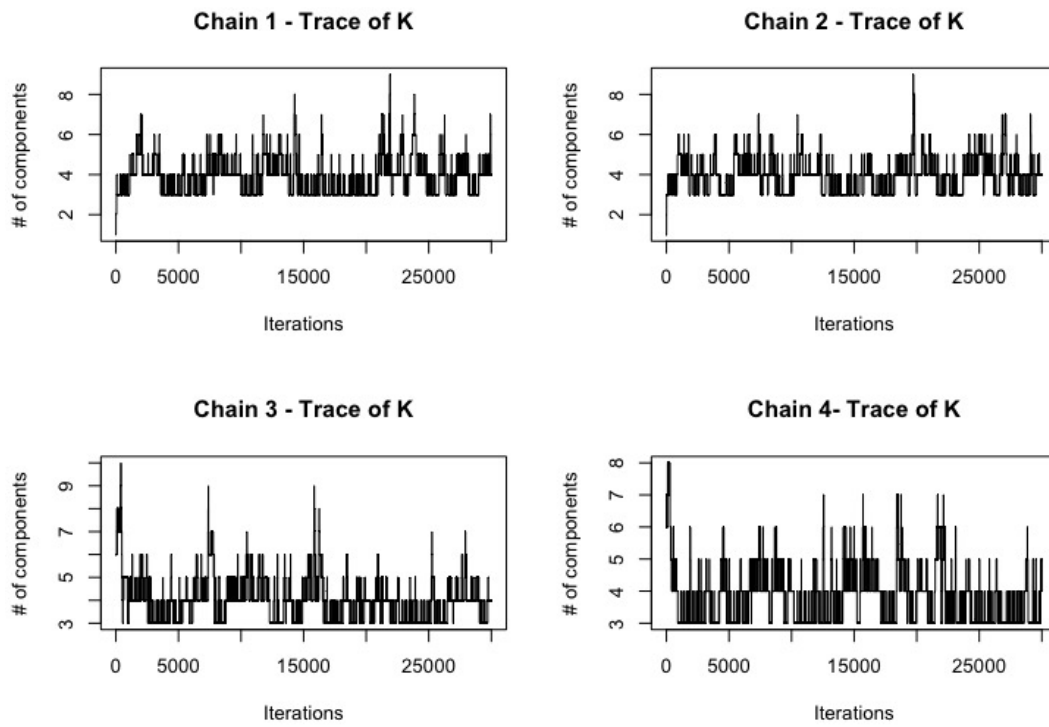 Chain 1 - Trace of K
# of components
8
6
4
2
0 5000 15000 25000
Iterations
Chain 2 - Trace of K
# of components
8
6
4
2
0 5000 15000 25000
Iterations
Chain 3 - Trace of K
# of components
9
7
5
3
0 5000 15000 25000
Iterations
Chain 4- Trace of K
# of components
8
7
6
5
4
3
0 5000 15000 25000
Iterations